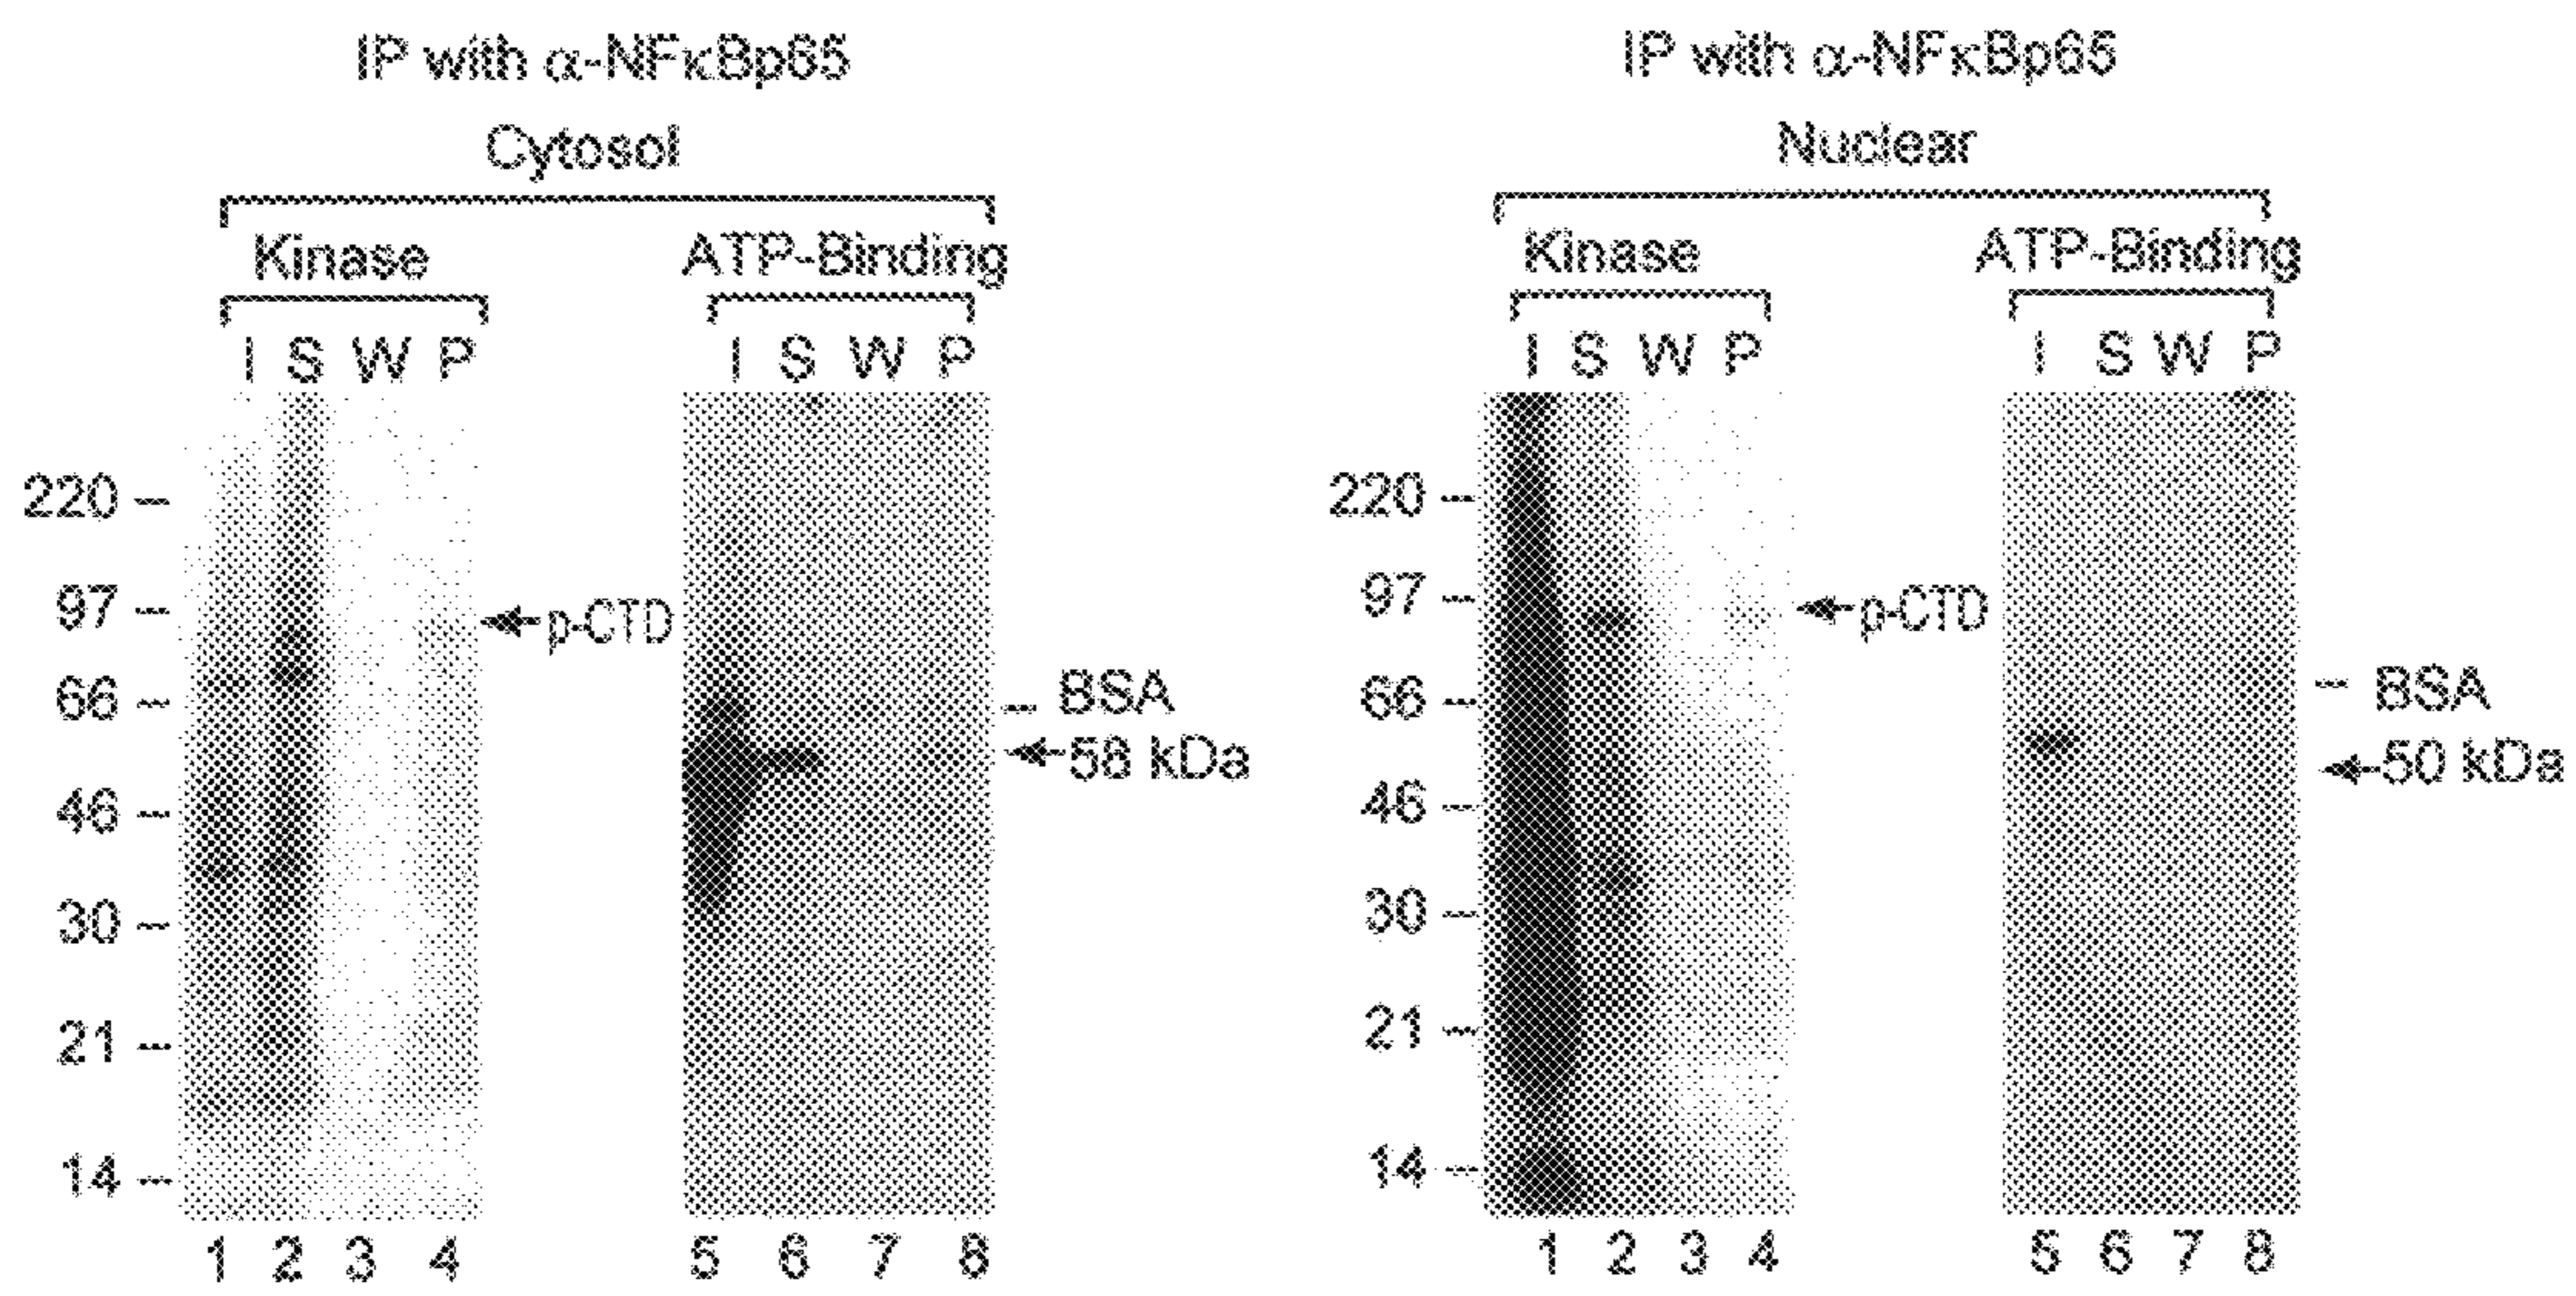 IP with α-NFκBp65
Cytosol
Kinase
ATP-Binding
I S W P
I S W P
220
97
66
46
30
21
14
p-CTD
BSA
58 kDa
1 2 3 4
5 6 7 8
IP with α-NFκBp65
Nuclear
Kinase
ATP-Binding
I S W P
I S W P
220
97
66
46
30
21
14
p-CTD
BSA
50 kDa
1 2 3 4
5 6 7 8